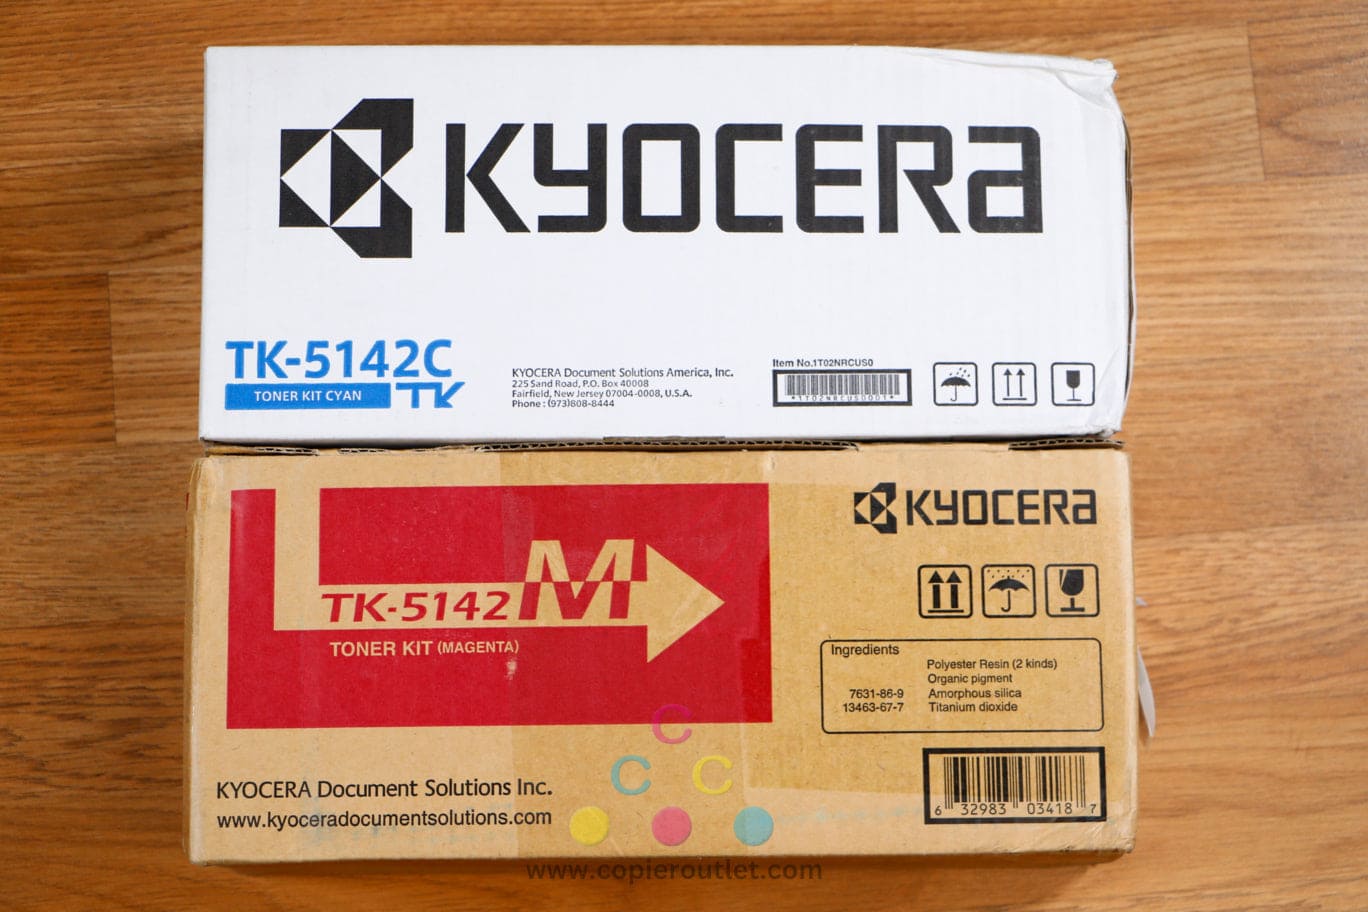 KYOCERA
TK-5142C
TONER KIT CYAN
TK
KYOCERA Document Solutions America, Inc.
225 Sand Road, P.O. Box 40008
Fairfield, New Jersey 07004-0008, U.S.A.
Phone : (973)808-8444
Item No.1T02NRCUS0
*1T02NRCUS0001*
TK-5142M
TONER KIT (MAGENTA)
KYOCERA
Ingredients
Polyester Resin (2 kinds)
Organic pigment
7631-86-9 Amorphous silica
13463-67-7 Titanium dioxide
KYOCERA Document Solutions Inc.
www.kyoceradocumentsolutions.com
6 32983 03418 7
C
C C
www.copieroutlet.com